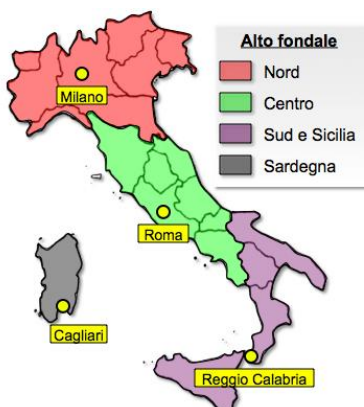 Alto fondale
Nord
Centro
Sud e Sicilia
Sardegna
Milano
Roma
Cagliari
Reggio Calabria